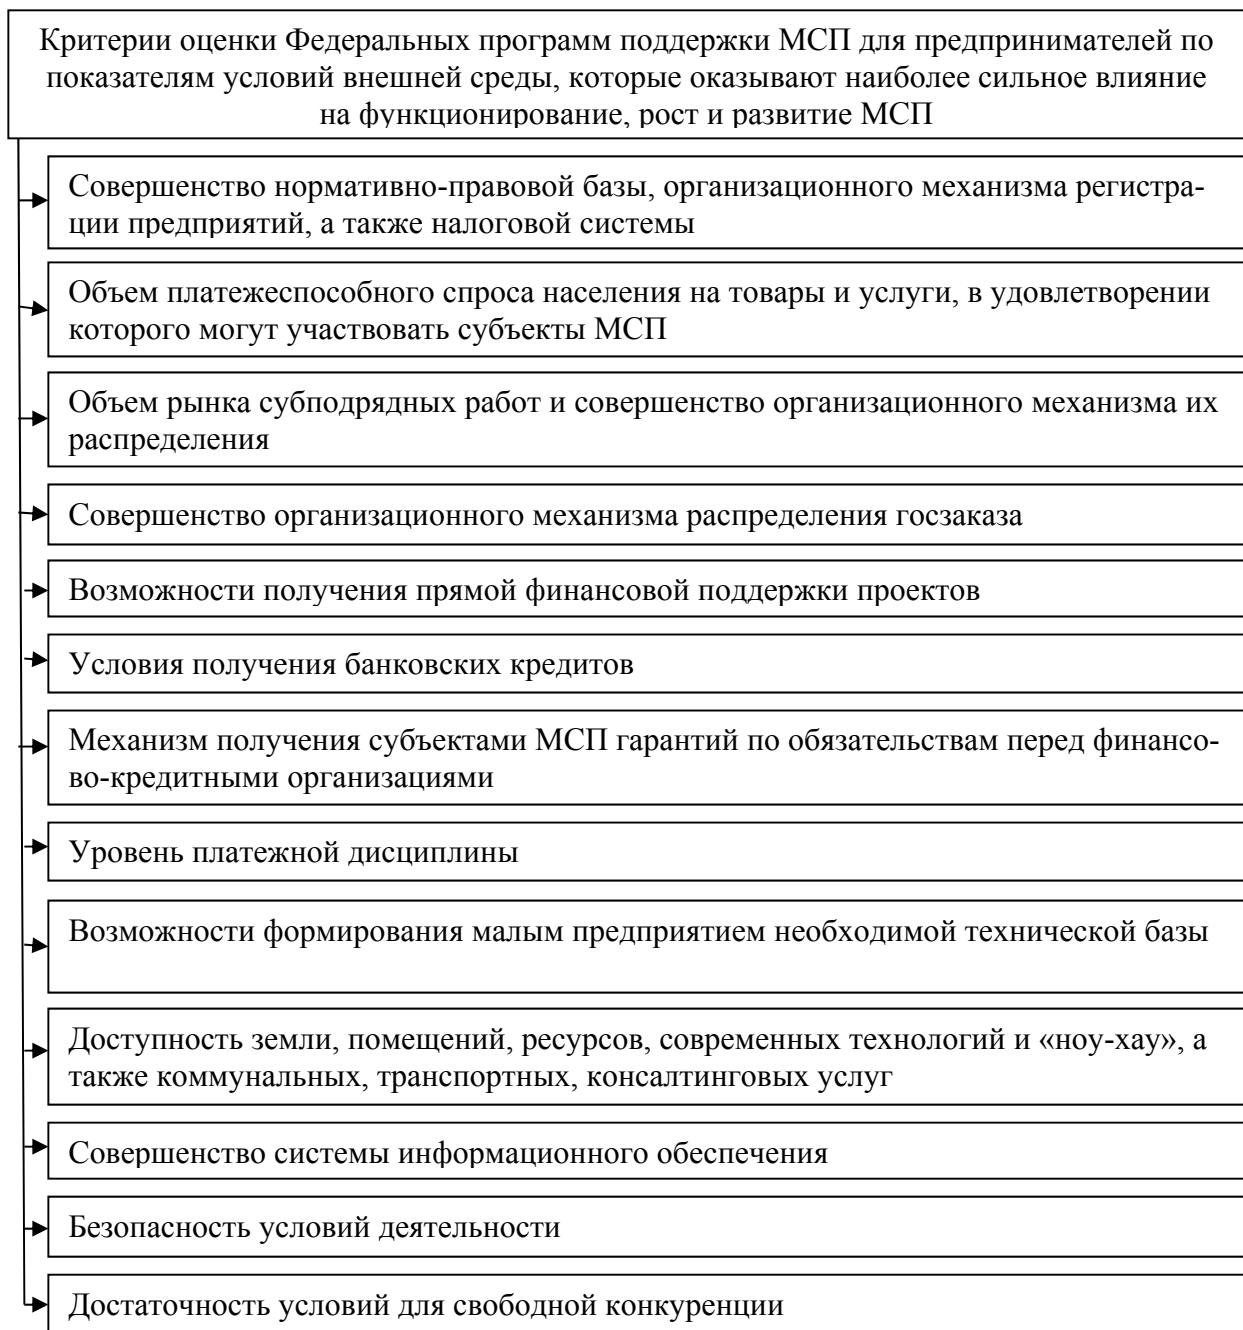 Критерии оценки Федеральных программ поддержки МСП для предпринимателей по
показателям условий внешней среды, которые оказывают наиболее сильное влияние
на функционирование, рост и развитие МСП
Совершенство нормативно-правовой базы, организационного механизма регистра-
ции предприятий, а также налоговой системы
Объем платежеспособного спроса населения на товары и услуги, в удовлетворении
которого могут участвовать субъекты МСП
Объем рынка субподрядных работ и совершенство организационного механизма их
распределения
Совершенство организационного механизма распределения госзаказа
Возможности получения прямой финансовой поддержки проектов
Условия получения банковских кредитов
Механизм получения субъектами МСП гарантий по обязательствам перед финансо-
во-кредитными организациями
Уровень платежной дисциплины
Возможности формирования малым предприятием необходимой технической базы
Доступность земли, помещений, ресурсов, современных технологий и «ноу-хау», а
также коммунальных, транспортных, консалтинговых услуг
Совершенство системы информационного обеспечения
Безопасность условий деятельности
Достаточность условий для свободной конкуренции